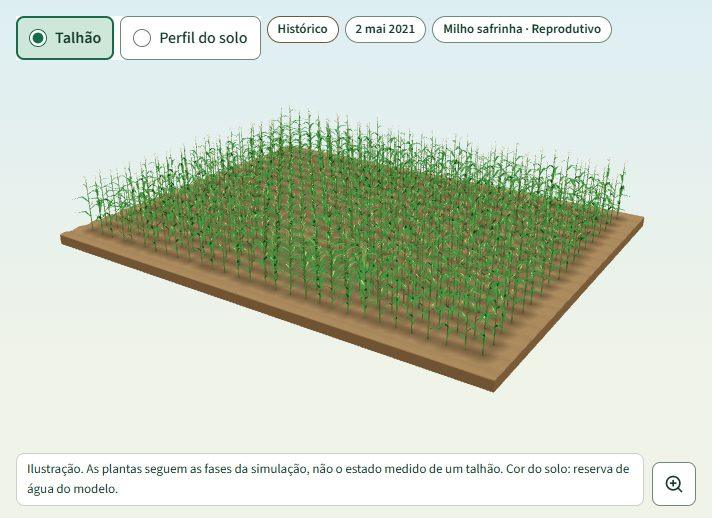 Talhão
Perfil do solo
Histórico
2 mai 2021
Milho safrinha · Reprodutivo
Ilustração. As plantas seguem as fases da simulação, não o estado medido de um talhão. Cor do solo: reserva de
água do modelo.